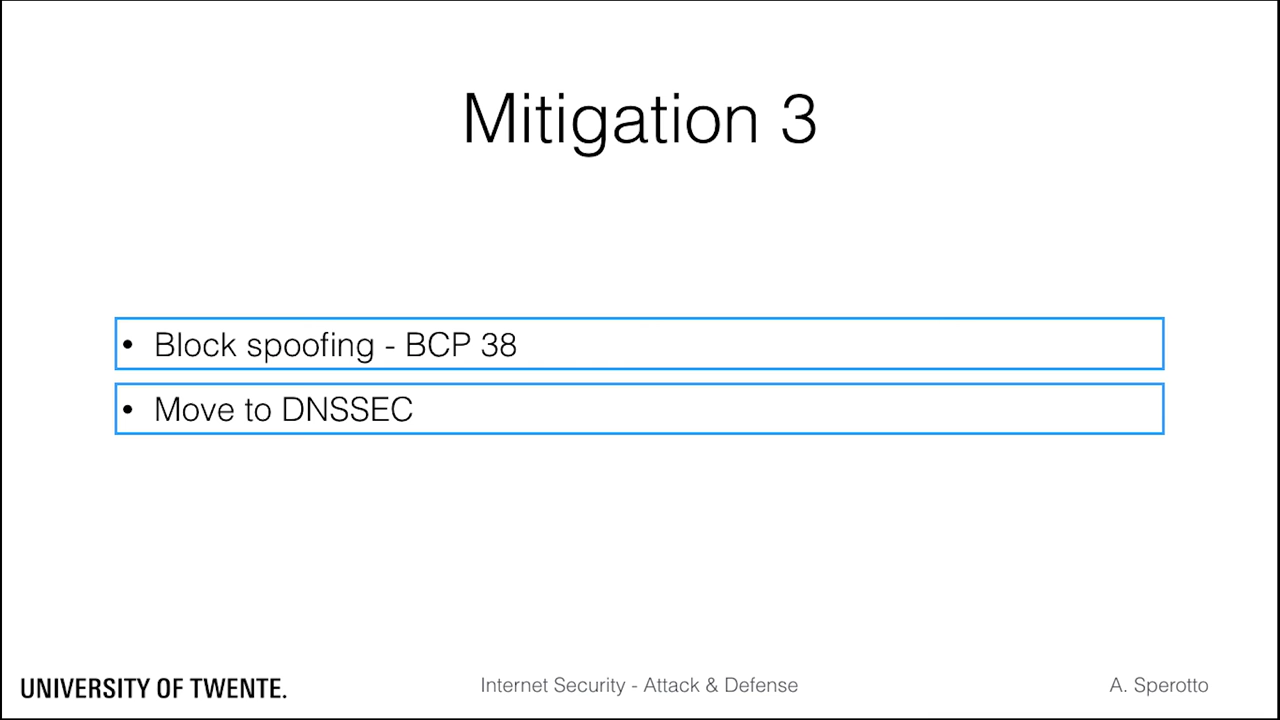 Mitigation 3
• Block spoofing - BCP 38
• Move to DNSSEC
UNIVERSITY OF TWENTE.
Internet Security - Attack & Defense
A. Sperotto